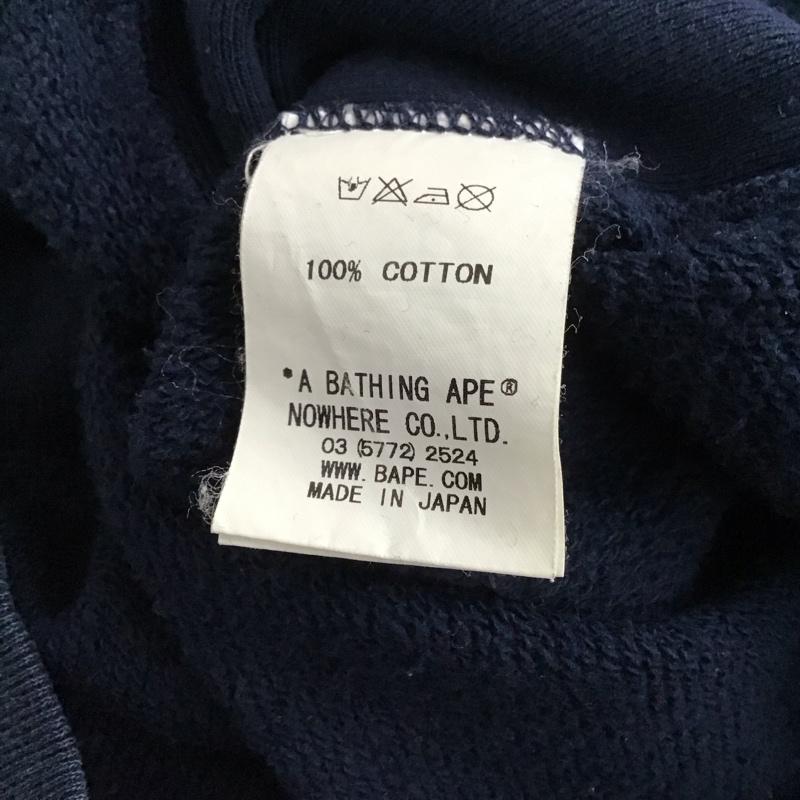 100% COTTON
*A BATHING APE®
NOWHERE CO.,LTD.
03 (5772) 2524
WWW. BAPE. COM
MADE IN JAPAN